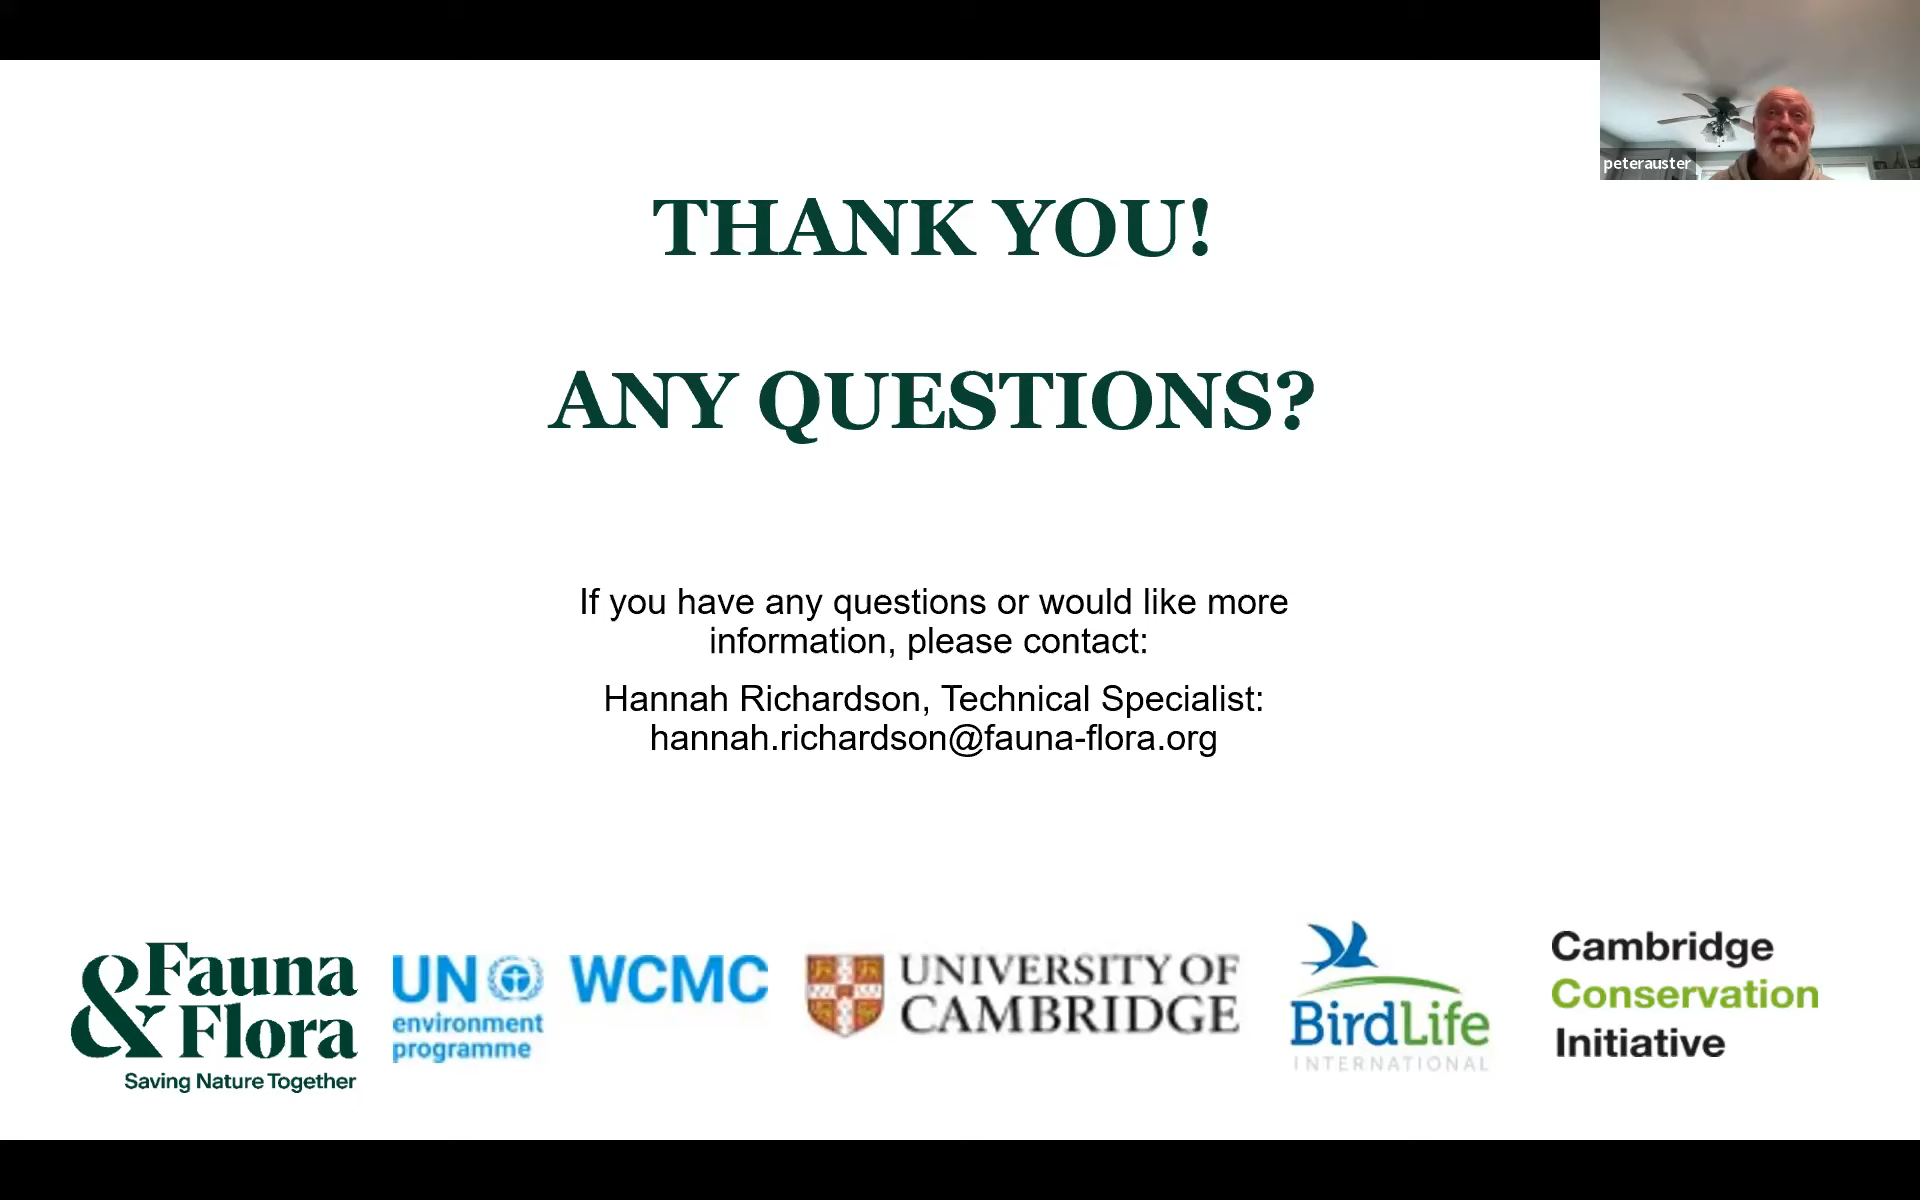 peterauster
THANK YOU!
ANY QUESTIONS?
If you have any questions or would like more
information, please contact:
Hannah Richardson, Technical Specialist:
hannah.richardson@fauna-flora.org
Fauna
& Flora
Saving Nature Together
UN
environment
programme
WCMC
UNIVERSITY OF
CAMBRIDGE
BirdLife
INTERNATIONAL
Cambridge
Conservation
Initiative